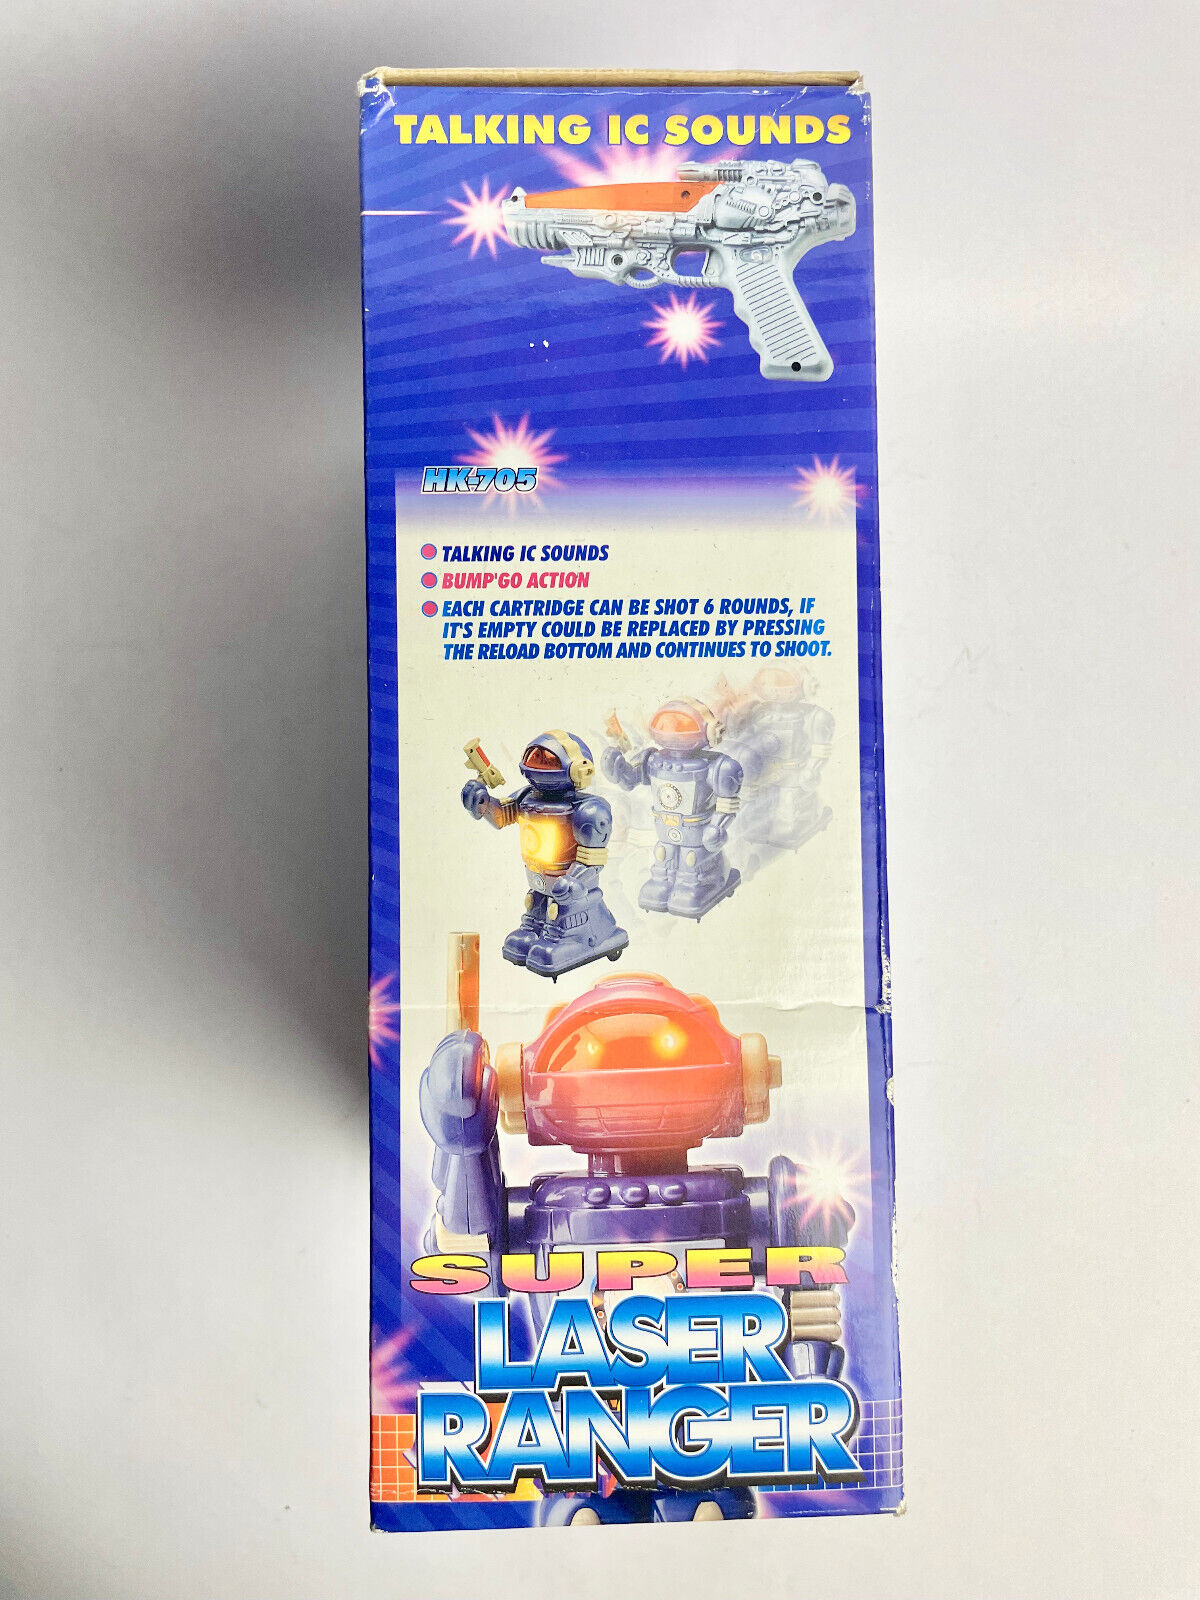 TALKING IC SOUNDS
HK-705
TALKING IC SOUNDS
BUMP'GO ACTION
EACH CARTRIDGE CAN BE SHOT 6 ROUNDS, IF
IT'S EMPTY COULD BE REPLACED BY PRESSING
THE RELOAD BOTTOM AND CONTINUES TO SHOOT.
SUPER
LASER
RANGER